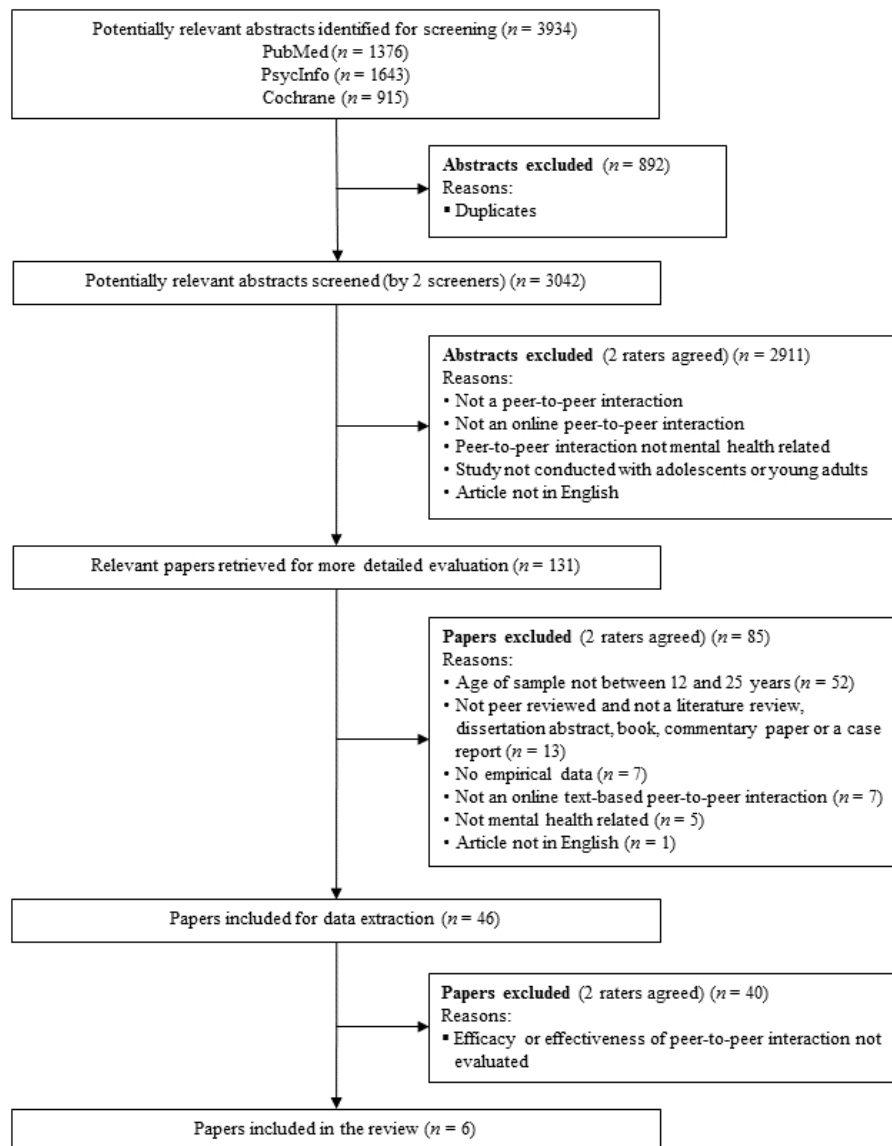 Potentially relevant abstracts identified for screening (n = 3934)
PubMed (n = 1376)
PsycInfo (n = 1643)
Cochrane (n = 915)
Abstracts excluded (n = 892)
Reasons:
▪ Duplicates
Potentially relevant abstracts screened (by 2 screeners) (n = 3042)
Abstracts excluded (2 raters agreed) (n = 2911)
Reasons:
• Not a peer-to-peer interaction
• Not an online peer-to-peer interaction
• Peer-to-peer interaction not mental health related
• Study not conducted with adolescents or young adults
• Article not in English
Relevant papers retrieved for more detailed evaluation (n = 131)
Papers excluded (2 raters agreed) (n = 85)
Reasons:
• Age of sample not between 12 and 25 years (n = 52)
• Not peer reviewed and not a literature review,
dissertation abstract, book, commentary paper or a case
report (n = 13)
• No empirical data (n = 7)
• Not an online text-based peer-to-peer interaction (n = 7)
• Not mental health related (n = 5)
• Article not in English (n = 1)
Papers included for data extraction (n = 46)
Papers excluded (2 raters agreed) (n = 40)
Reasons:
▪ Efficacy or effectiveness of peer-to-peer interaction not
evaluated
Papers included in the review (n = 6)